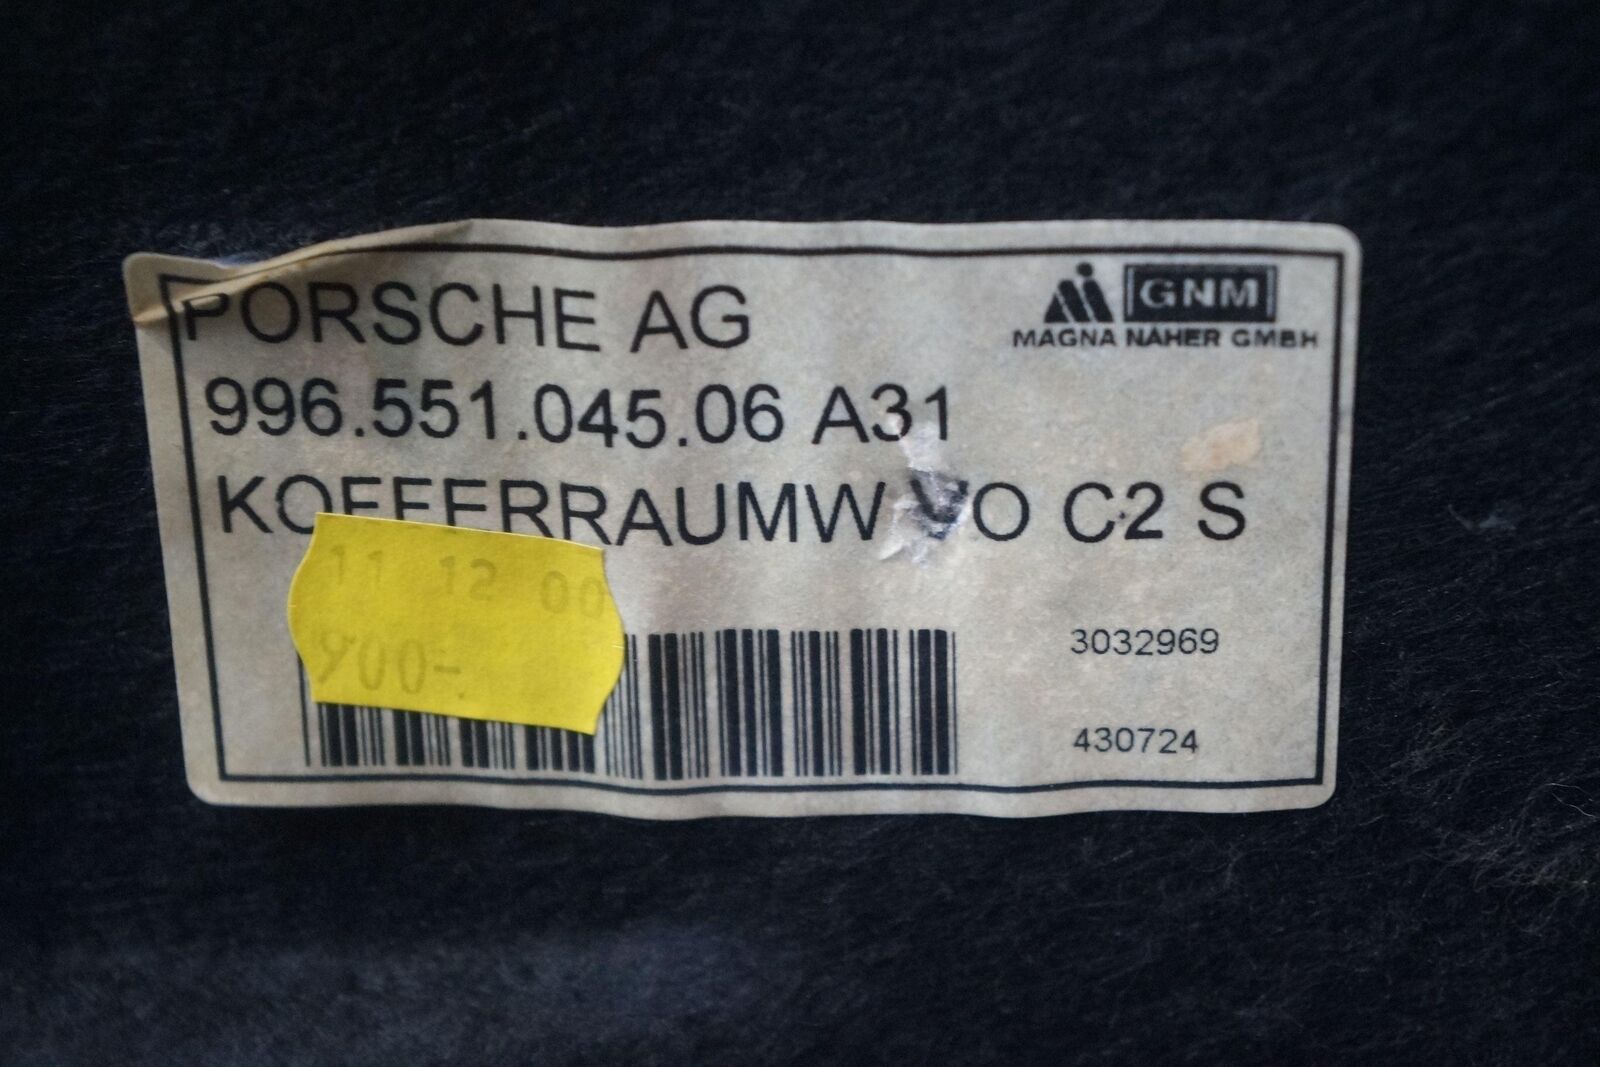 PORSCHE AG
GNM
MAGNA NÄHER GMBH
996.551.045.06 A31
KOFFERRAUMW VO C2 S
11 12 00
900-
3032969
430724